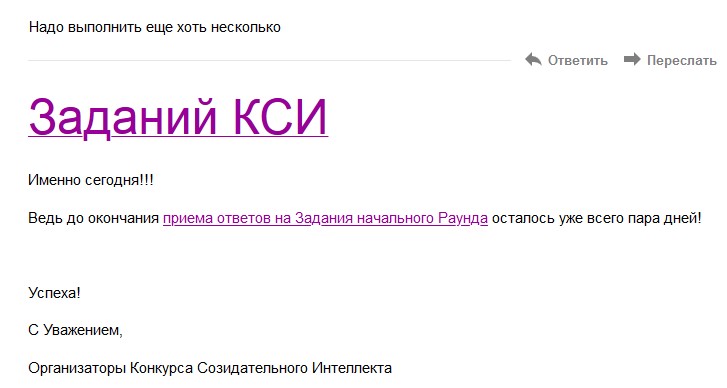 Надо выполнить еще хоть несколько
Ответить Переслать
Заданий КСИ
Именно сегодня!!!
Ведь до окончания приема ответов на Задания начального Раунда осталось уже всего пара дней!
Успеха!
С Уважением,
Организаторы Конкурса Созидательного Интеллекта